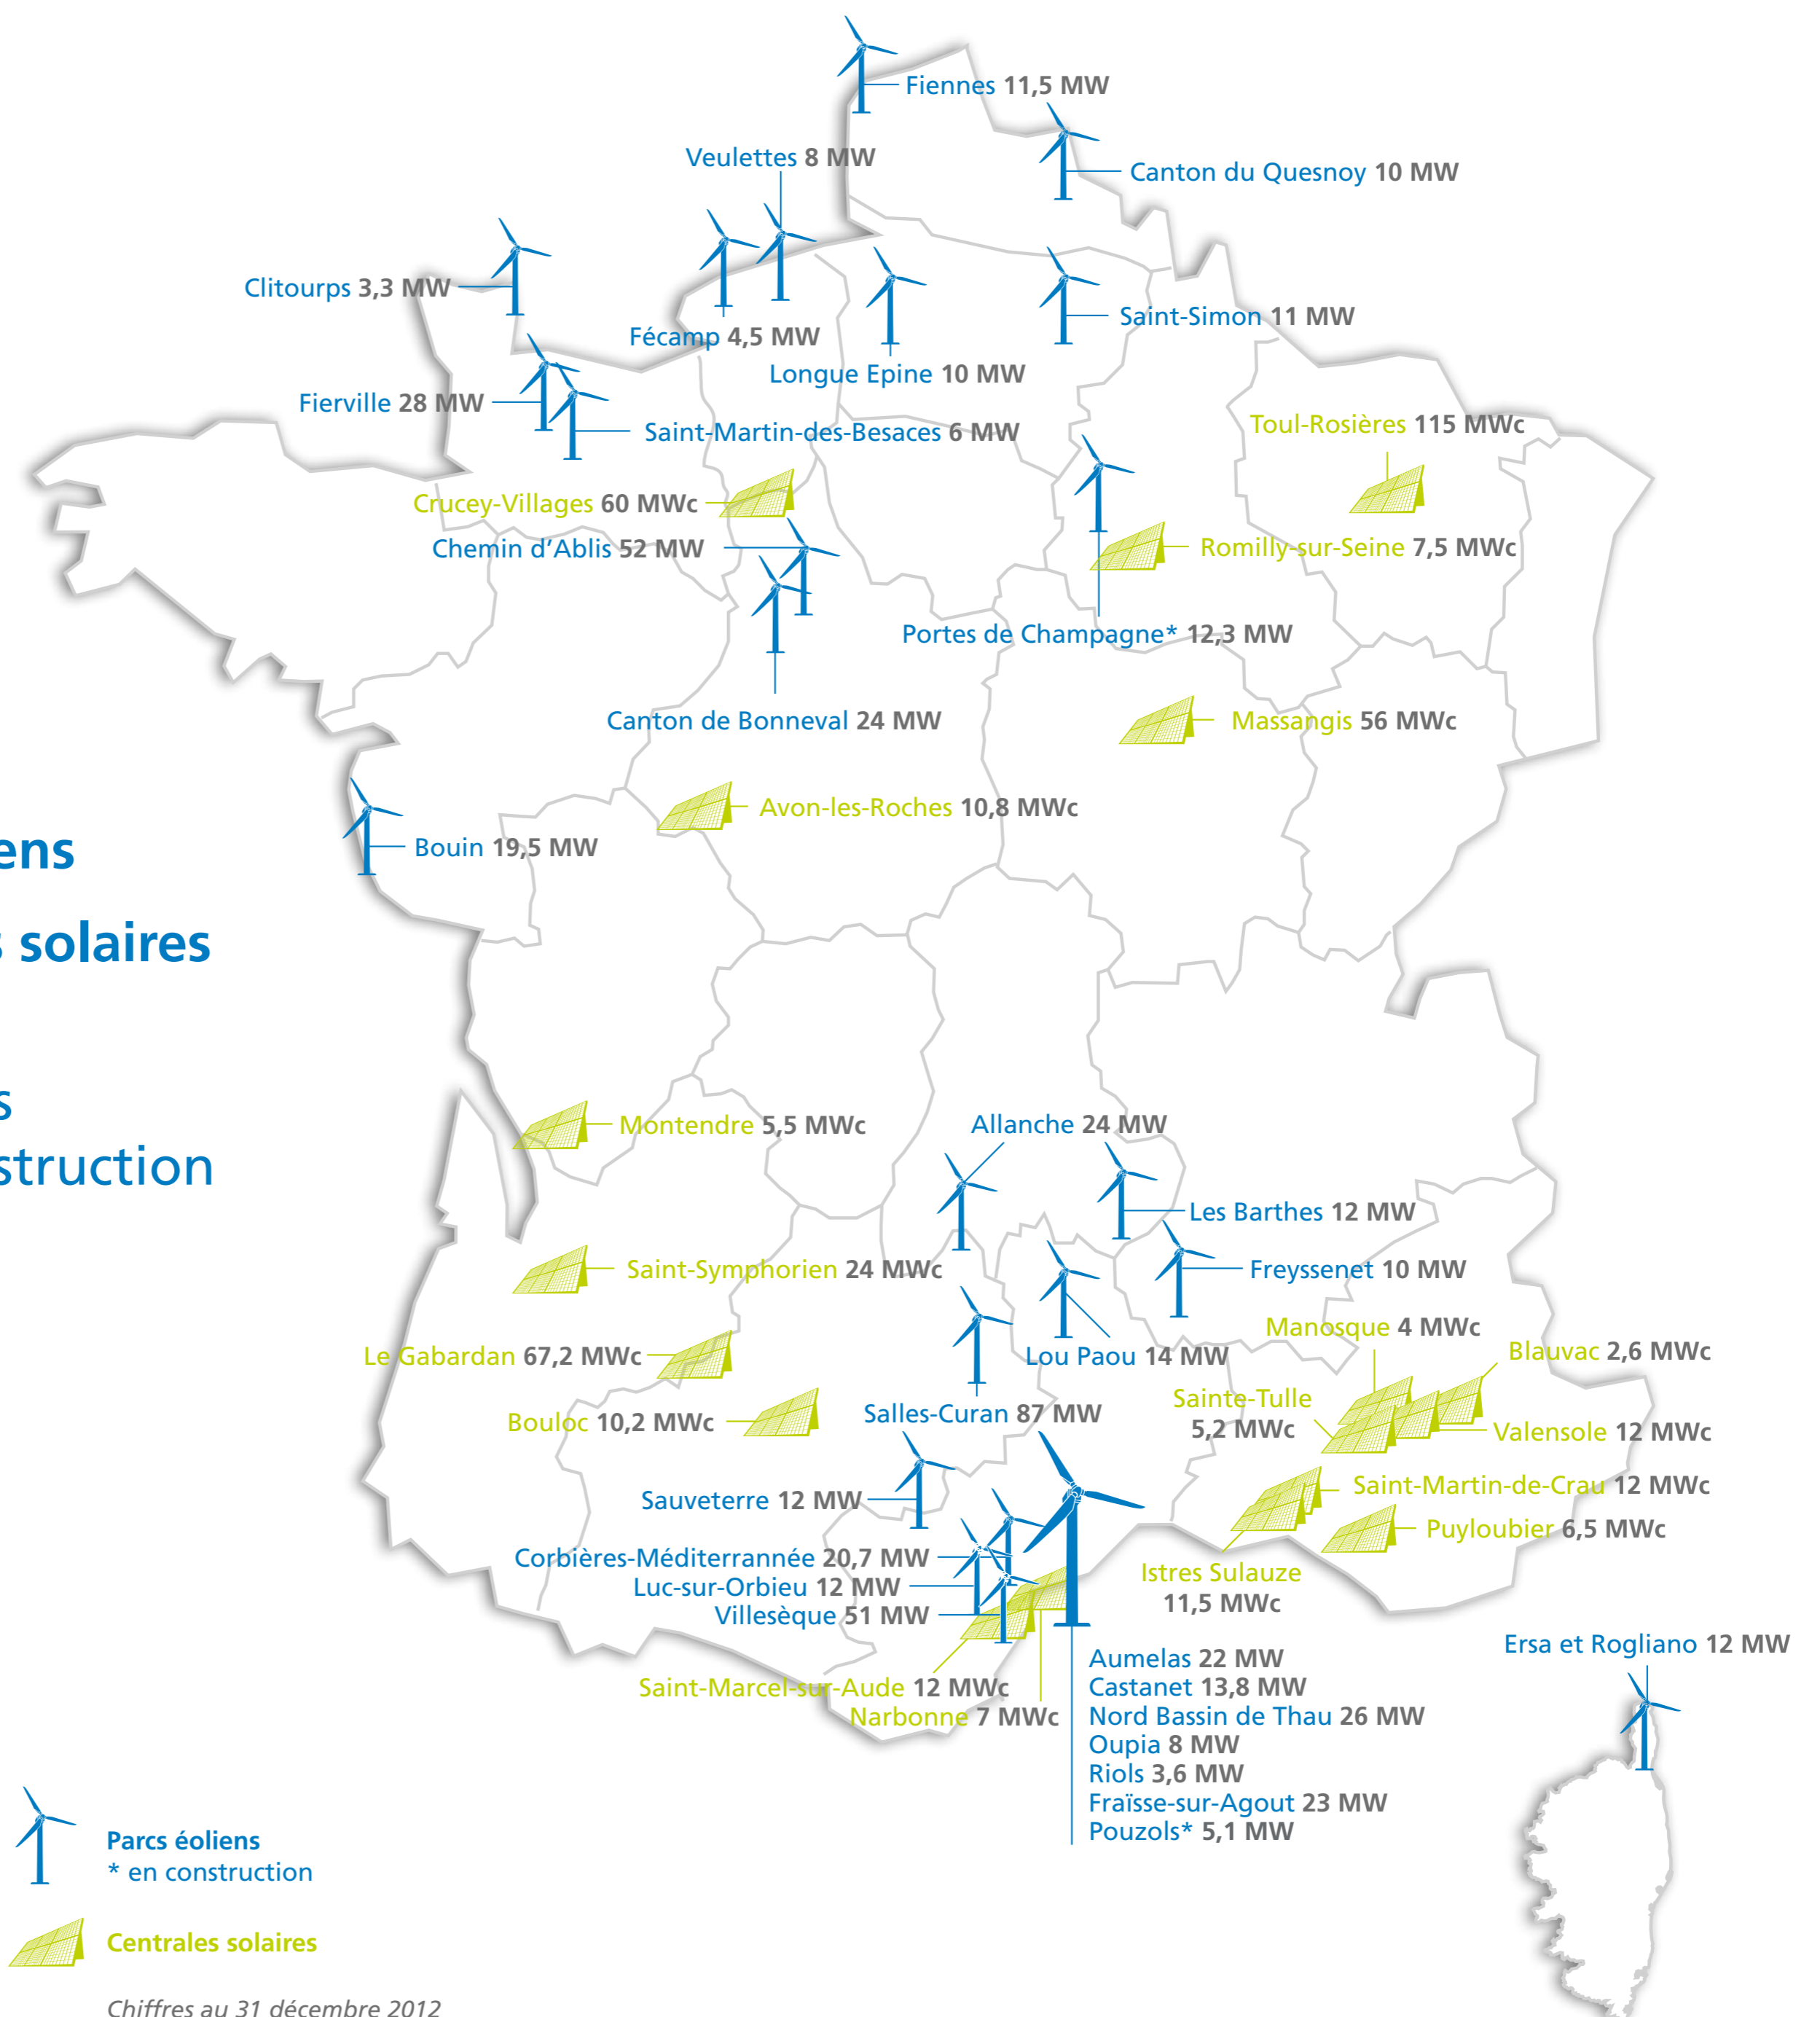 Fiennes 11,5 MW
Veulettes 8 MW
Canton du Quesnoy 10 MW
Clitourps 3,3 MW
Saint-Simon 11 MW
Fécamp 4,5 MW
Longue Epine 10 MW
Fierville 28 MW
Saint-Martin-des-Besaces 6 MW
Toul-Rosières 115 MWc
Crucey-Villages 60 MWc
Chemin d’Ablis 52 MW
Romilly-sur-Seine 7,5 MWc
Portes de Champagne* 12,3 MW
Canton de Bonneval 24 MW
Massangis 56 MWc
Avon-les-Roches 10,8 MWc
Bouin 19,5 MW
ens
s solaires
s
struction
Montendre 5,5 MWc
Allanche 24 MW
Les Barthes 12 MW
Saint-Symphorien 24 MWc
Freyssenet 10 MW
Manosque 4 MWc
Le Gabardan 67,2 MWc
Lou Paou 14 MW
Blauvac 2,6 MWc
Sainte-Tulle
5,2 MWc
Bouloc 10,2 MWc
Salles-Curan 87 MW
Valensole 12 MWc
Saint-Martin-de-Crau 12 MWc
Sauveterre 12 MW
Puyloubier 6,5 MWc
Corbières-Méditerrannée 20,7 MW
Luc-sur-Orbieu 12 MW
Villesèque 51 MW
Istres Sulauze
11,5 MWc
Ersa et Rogliano 12 MW
Saint-Marcel-sur-Aude 12 MWc
Narbonne 7 MWc
Aumelas 22 MW
Castanet 13,8 MW
Nord Bassin de Thau 26 MW
Oupia 8 MW
Riols 3,6 MW
Fraïsse-sur-Agout 23 MW
Pouzols* 5,1 MW
Parcs éoliens
* en construction
Centrales solaires
Chiffres au 31 décembre 2012